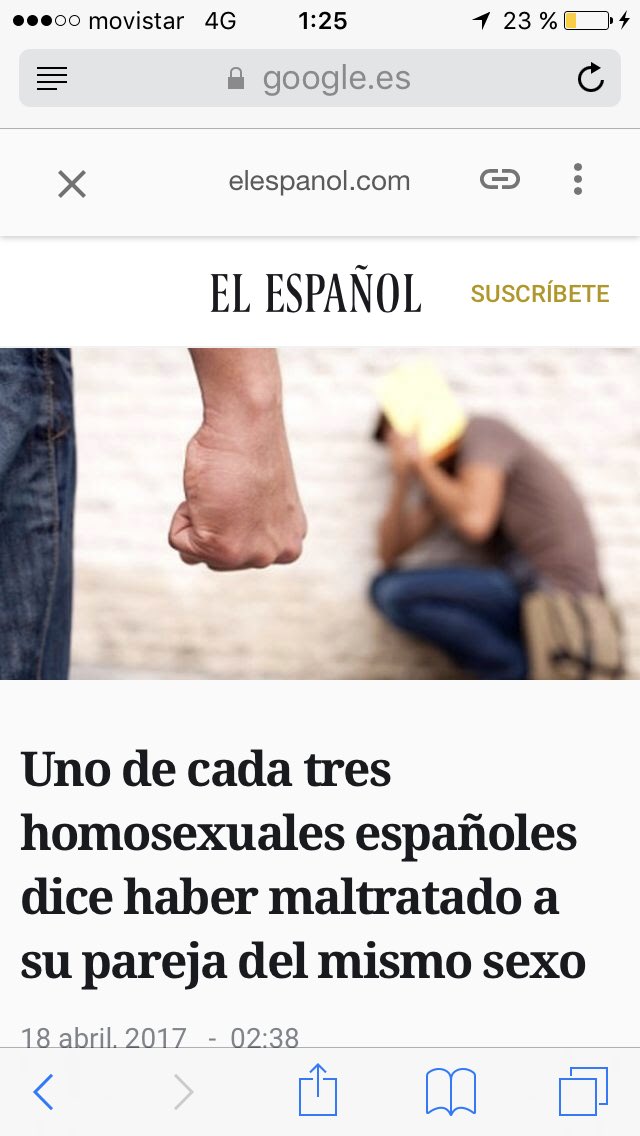 movistar 4G 1:25 23 %
google.es
elespanol.com
EL ESPAÑOL SUSCRÍBETE
Uno de cada tres
homosexuales españoles
dice haber maltratado a
su pareja del mismo sexo
18 abril, 2017 - 02:38